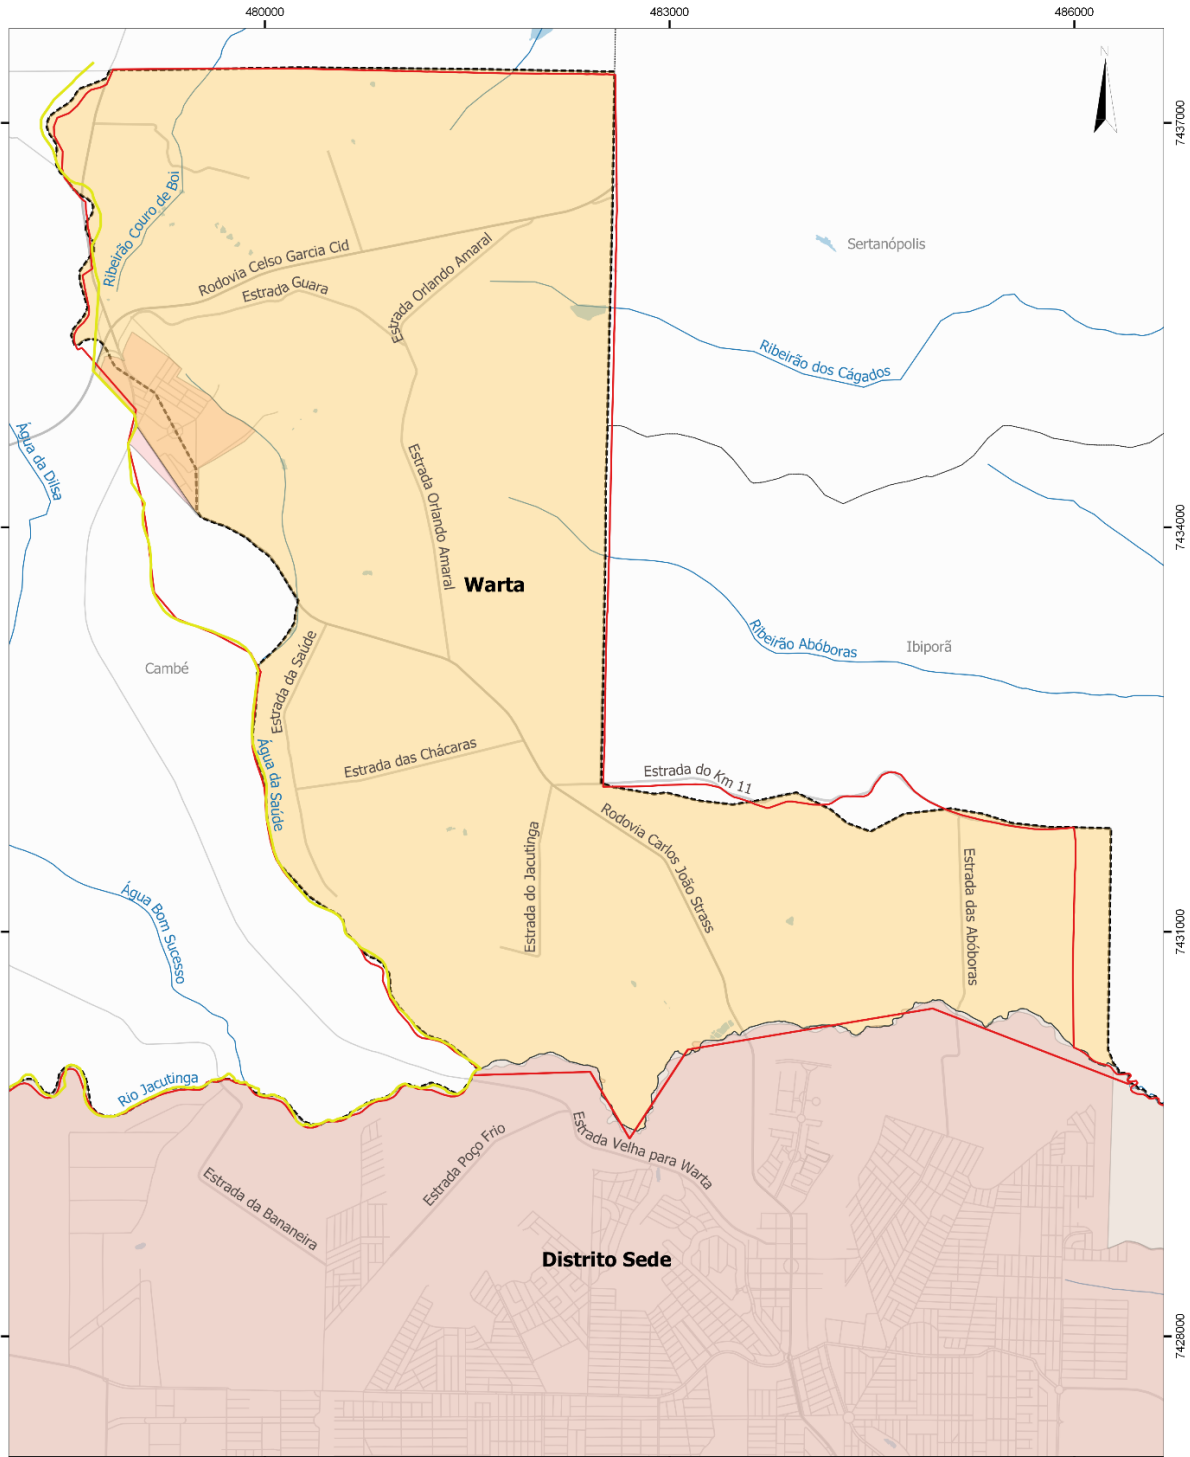 480000
483000
486000
N
7437000
Ribeirão Couro de Boi
Rodovia Celso Garcia Cid
Estrada Orlando Amaral
Sertanópolis
Estrada Guara
Ribeirão dos Cágados
Água da Dilsa
Estrada Orlando Amaral
7434000
Warta
Ribeirão Abóboras
Ibiporã
Cambé
Estrada da Saúde
Água da Saúde
Estrada das Chácaras
Estrada do Km 11
Rodovia Carlos João Strass
Estrada do Jacutinga
Estrada das Abóboras
Água Bom Sucesso
7431000
Rio Jacutinga
Estrada Velha para Warta
Estrada Poço Frio
Estrada da Bananeira
Distrito Sede
7428000